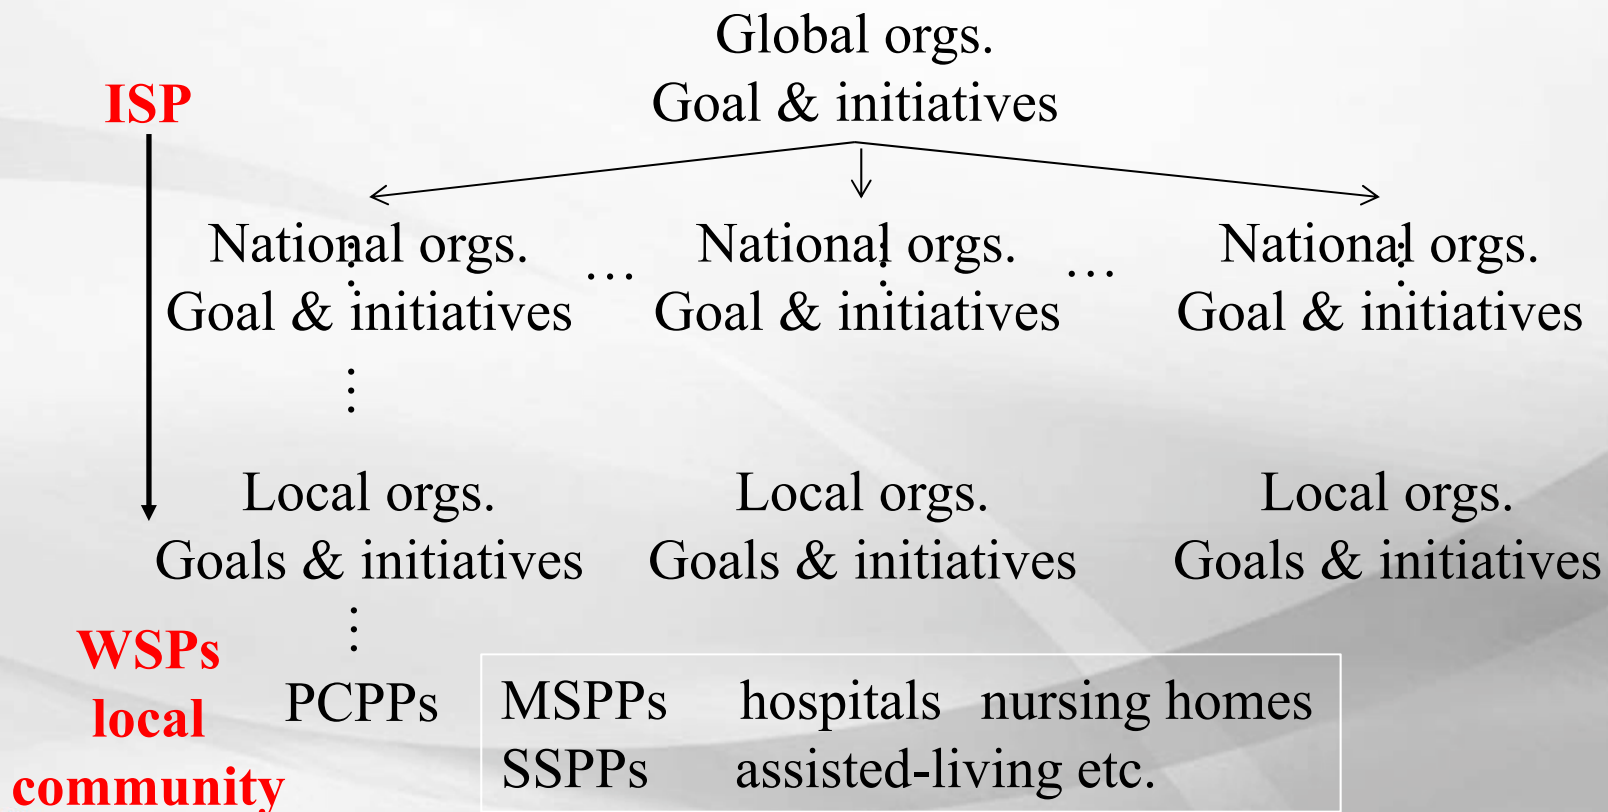 Global orgs.
ISP
Goal & initiatives
National orgs. … National orgs. … National orgs.
Goal & initiatives Goal & initiatives Goal & initiatives
Local orgs. Local orgs. Local orgs.
Goals & initiatives Goals & initiatives Goals & initiatives
WSPs
local
community
PCPPs MSPPs hospitals nursing homes
SSPPs assisted-living etc.